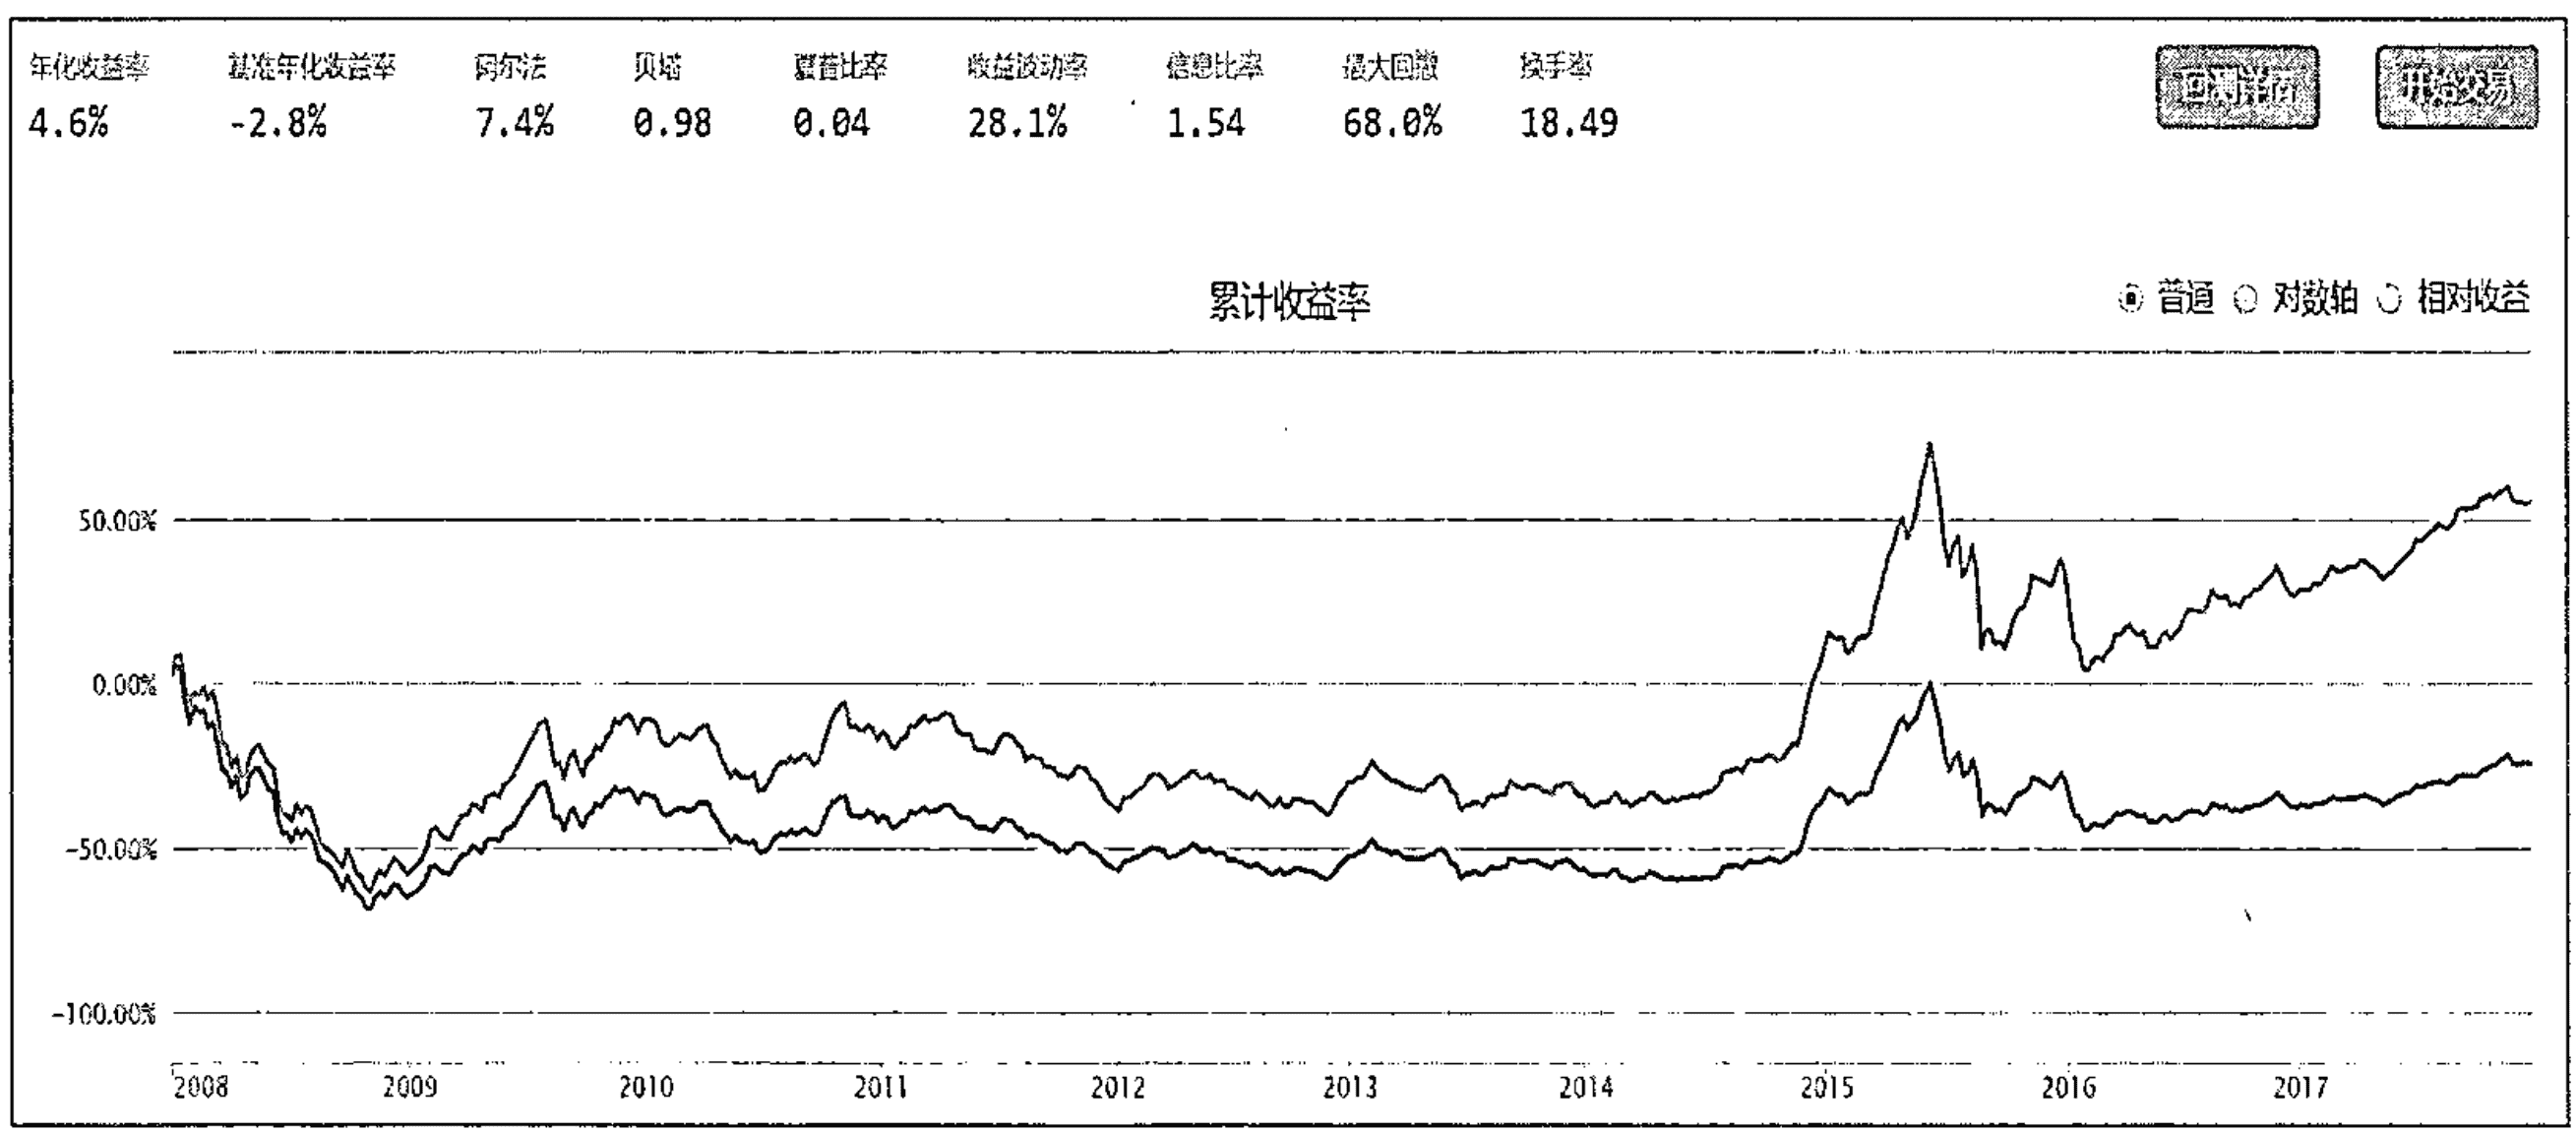 年化收益率 基准年化收益率 阿尔法 贝塔 夏普比率 收益波动率 信息比率 最大回撤 换手率
4.6% -2.8% 7.4% 0.98 0.04 28.1% 1.54 68.0% 18.49
回测详情 开始交易
累计收益率
普通 对数轴 相对收益
50.00%
0.00%
-50.00%
-100.00%
2008 2009 2010 2011 2012 2013 2014 2015 2016 2017